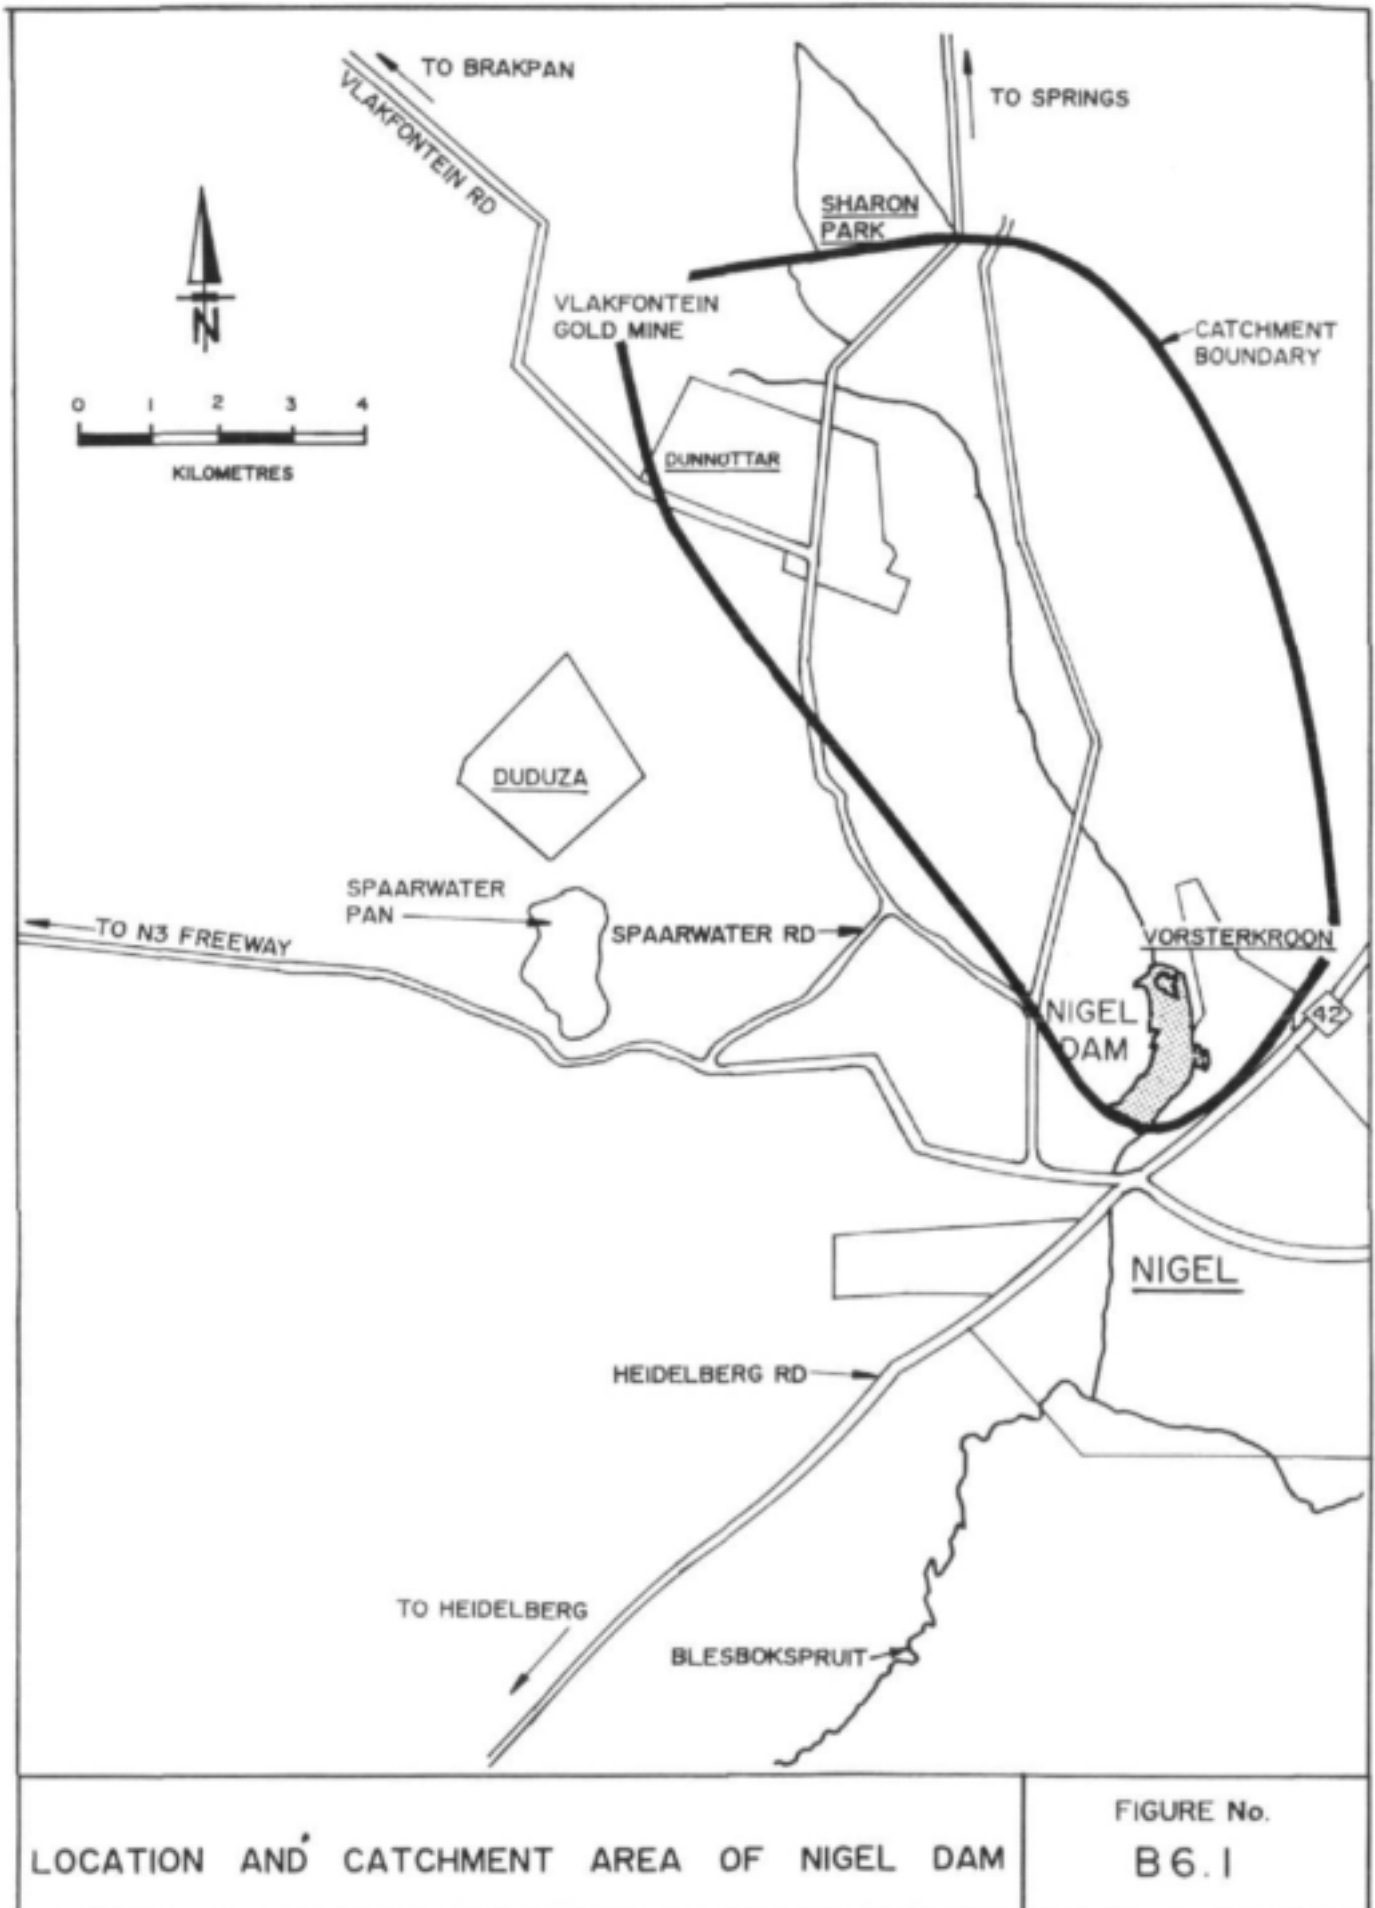 TO BRAKPAN
VLAKFONTEIN RD
TO SPRINGS
SHARON
PARK
N
VLAKFONTEIN
GOLD MINE
CATCHMENT
BOUNDARY
0 1 2 3 4
KILOMETRES
DUNNOTTAR
DUDUZA
SPAARWATER
PAN
TO N3 FREEWAY
SPAARWATER RD
VORSTERKROON
NIGEL
DAM
42
NIGEL
HEIDELBERG RD
TO HEIDELBERG
BLESBOKSPRUIT
LOCATION AND CATCHMENT AREA OF NIGEL DAM
FIGURE No.
B6.1